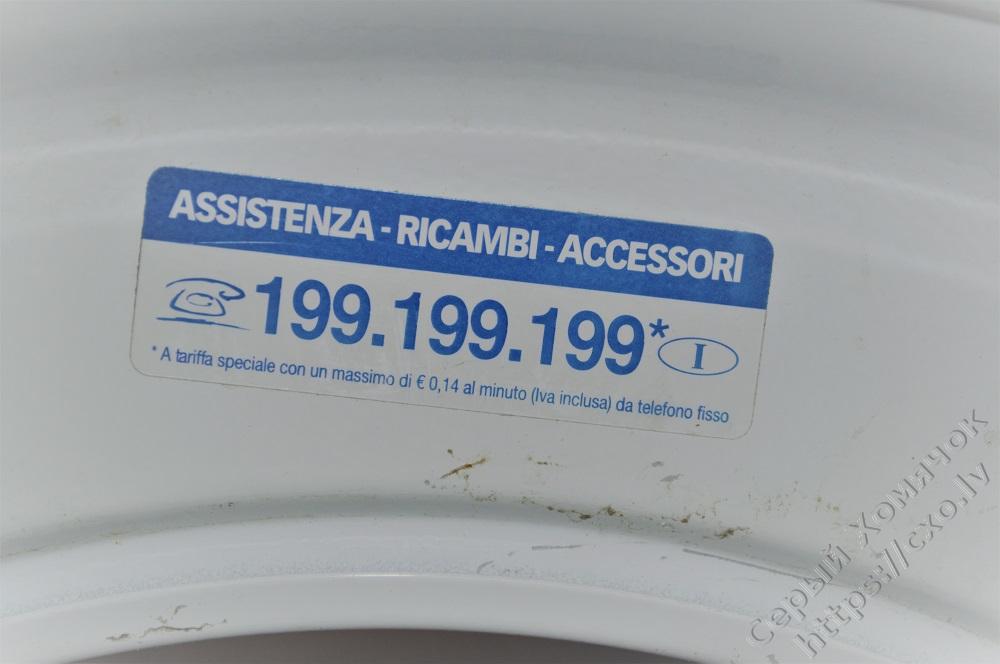 ASSISTENZA - RICAMBI - ACCESSORI
199.199.199* I
* A tariffa speciale con un massimo di € 0,14 al minuto (Iva inclusa) da telefono fisso
Серый Хомячок
https://cxo.lv